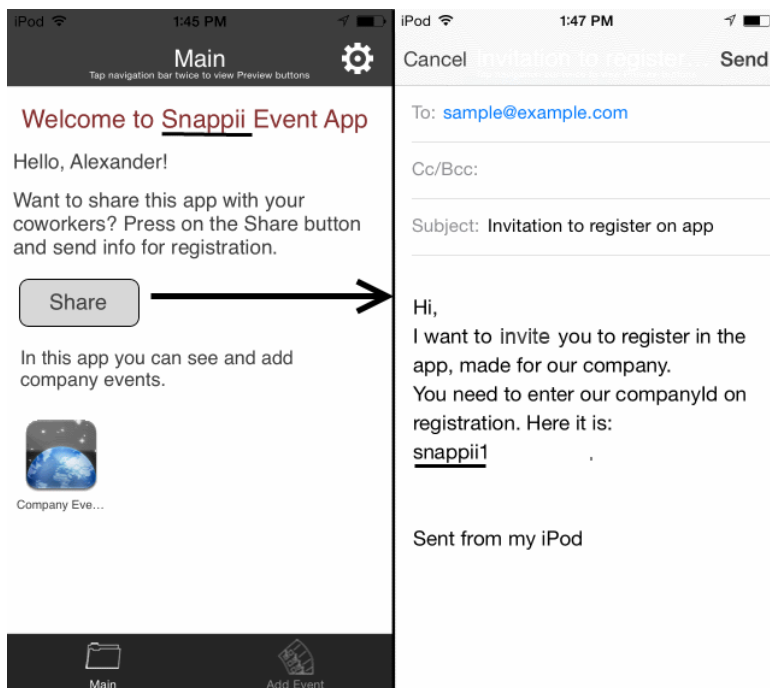 iPod 1:45 PM
Main
Tap navigation bar twice to view Preview buttons
Welcome to Snappii Event App
Hello, Alexander!
Want to share this app with your
coworkers? Press on the Share button
and send info for registration.
Share
In this app you can see and add
company events.
Company Eve...
Main Add Event
iPod 1:47 PM
Cancel Invitation to register... Send
To: sample@example.com
Cc/Bcc:
Subject: Invitation to register on app
Hi,
I want to invite you to register in the
app, made for our company.
You need to enter our companyId on
registration. Here it is:
snappii1
Sent from my iPod